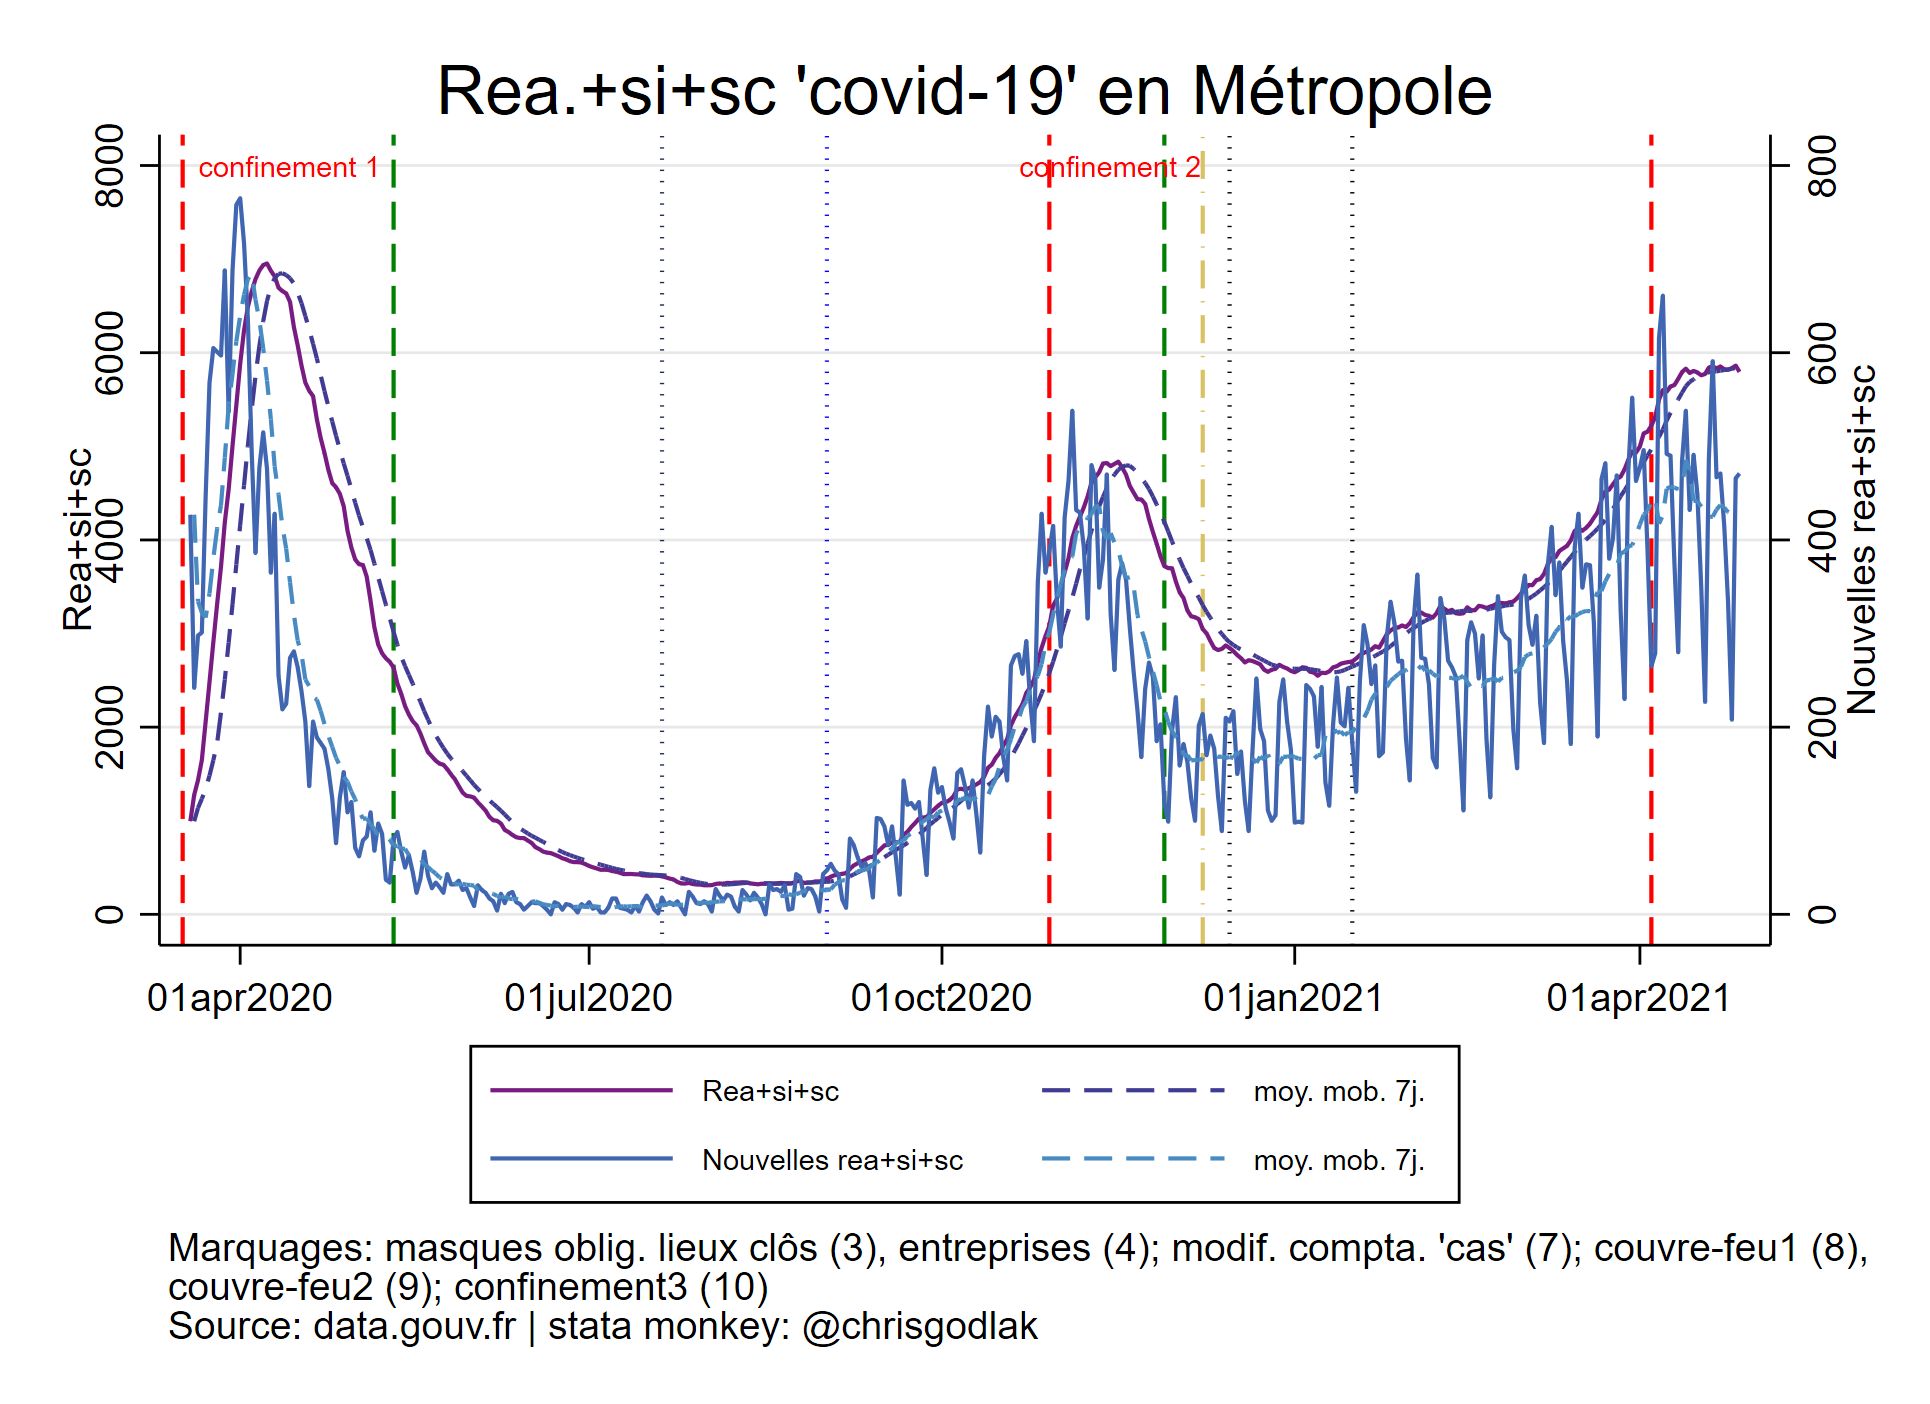 Rea.+si+sc 'covid-19' en Métropole
confinement 1
confinement 2
Rea+si+sc
8000
6000
4000
2000
0
800
600
400
200
0
Nouvelles rea+si+sc
01apr2020
01jul2020
01oct2020
01jan2021
01apr2021
Rea+si+sc
moy. mob. 7j.
Nouvelles rea+si+sc
moy. mob. 7j.
Marquages: masques oblig. lieux clôs (3), entreprises (4); modif. compta. 'cas' (7); couvre-feu1 (8),
couvre-feu2 (9); confinement3 (10)
Source: data.gouv.fr | stata monkey: @chrisgodlak